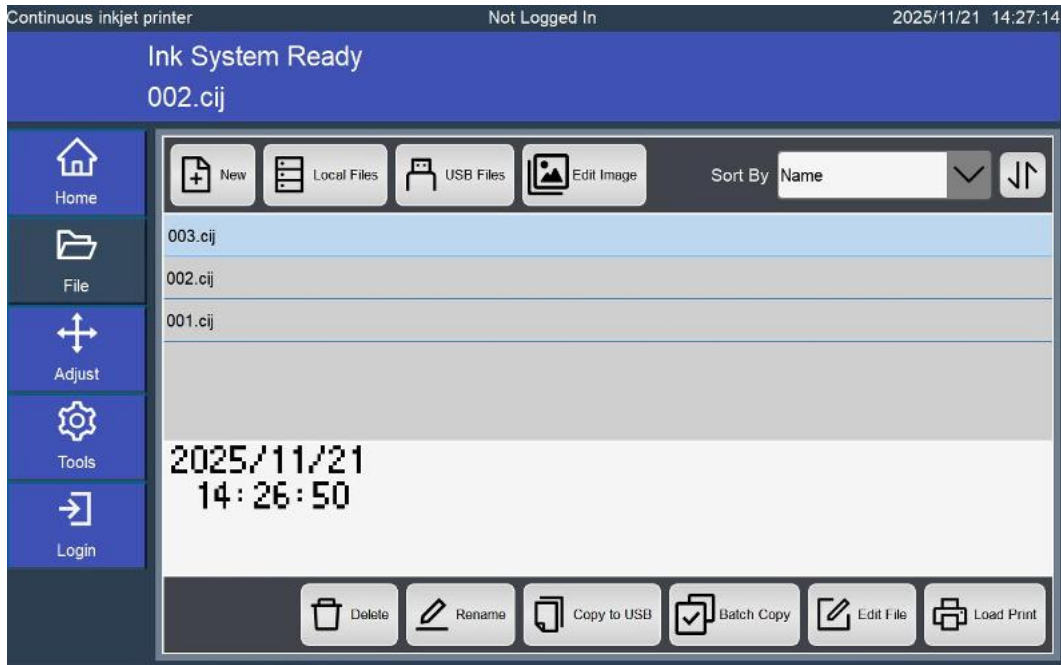 Continuous inkjet printer Not Logged In 2025/11/21 14:27:14
Ink System Ready
002.cij
Home
File
Adjust
Tools
Login
New Local Files USB Files Edit Image Sort By Name
003.cij
002.cij
001.cij
2025/11/21
14:26:50
Delete Rename Copy to USB Batch Copy Edit File Load Print